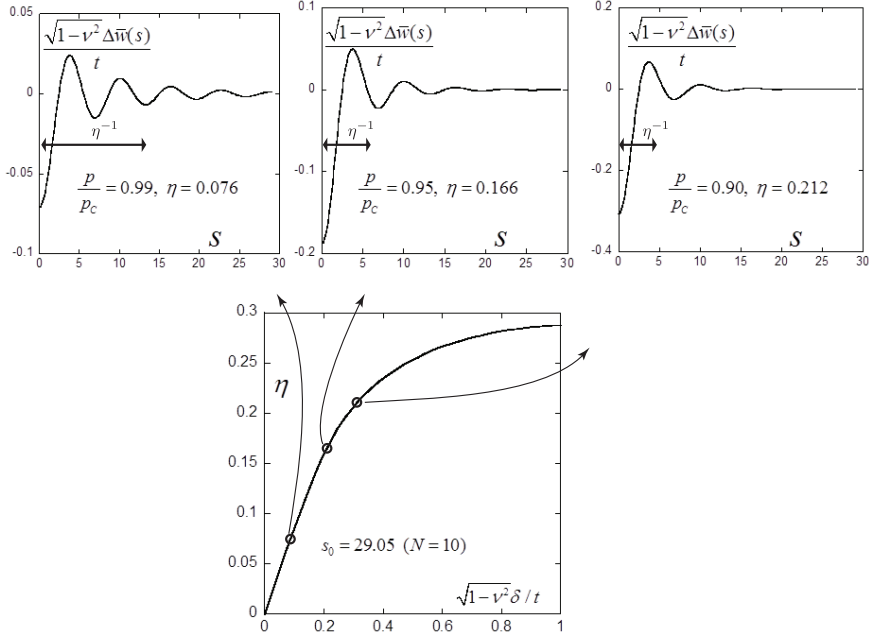 0.05
0
-0.05
-0.1
0 5 10 15 20 25 30
√(1−ν²) Δw̅(s) / t
η⁻¹
p/p_C = 0.99, η = 0.076
S
0.1
0
-0.1
-0.2
0 5 10 15 20 25 30
√(1−ν²) Δw̅(s) / t
η⁻¹
p/p_C = 0.95, η = 0.166
S
0.2
0
-0.2
-0.4
0 5 10 15 20 25 30
√(1−ν²) Δw̅(s) / t
η⁻¹
p/p_C = 0.90, η = 0.212
S
0.3
0.25
0.2
0.15
0.1
0.05
0
η
s₀ = 29.05 (N = 10)
√(1−ν²) δ / t
0 0.2 0.4 0.6 0.8 1